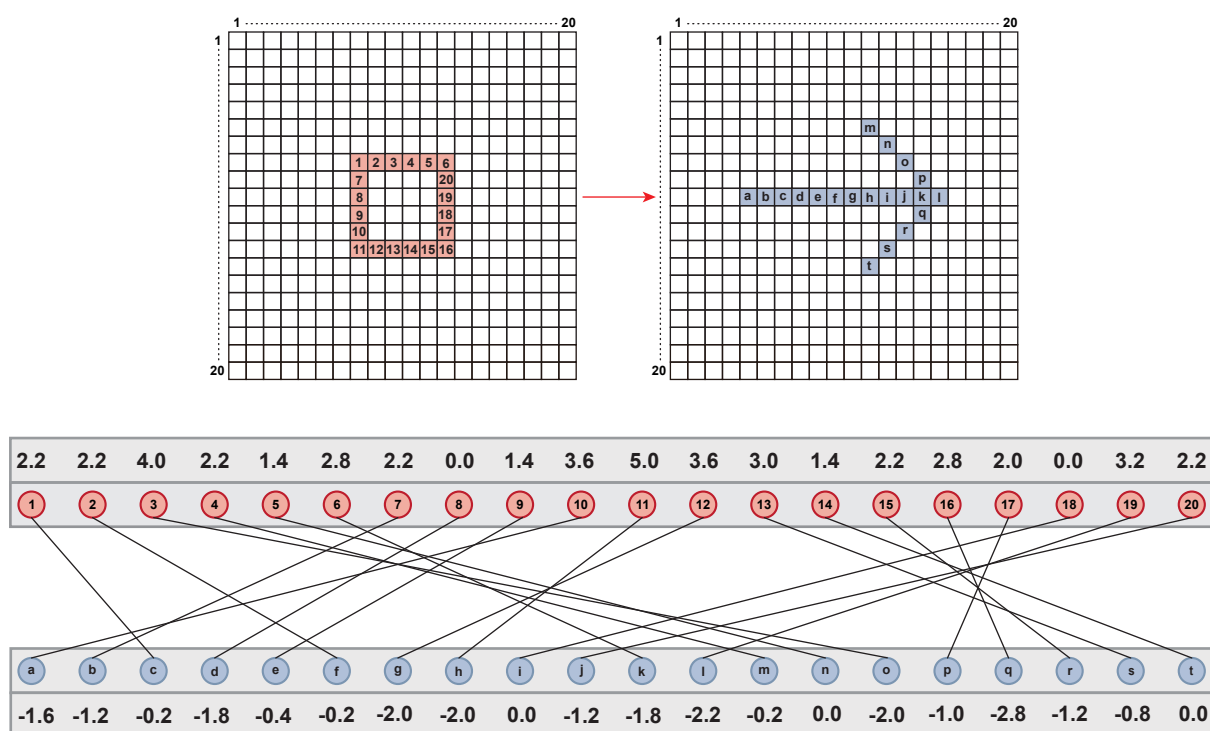 1 20 1 20
1 1
m
n
1 2 3 4 5 6 o
7 20 p
8 19 a b c d e f g h i j k l
9 18 q
10 17 r
11 12 13 14 15 16 s
t
20 20
2.2 2.2 4.0 2.2 1.4 2.8 2.2 0.0 1.4 3.6 5.0 3.6 3.0 1.4 2.2 2.8 2.0 0.0 3.2 2.2
1 2 3 4 5 6 7 8 9 10 11 12 13 14 15 16 17 18 19 20
a b c d e f g h i j k l m n o p q r s t
-1.6 -1.2 -0.2 -1.8 -0.4 -0.2 -2.0 -2.0 0.0 -1.2 -1.8 -2.2 -0.2 0.0 -2.0 -1.0 -2.8 -1.2 -0.8 0.0